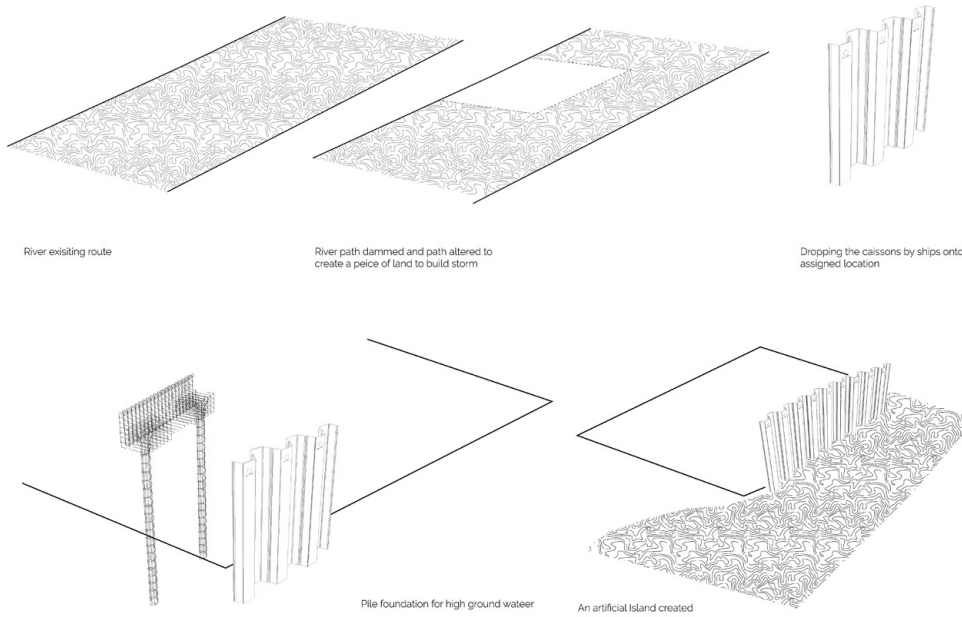 River exisiting route
River path dammed and path altered to
create a peice of land to build storm
Dropping the caissons by ships onto
assigned location
Pile foundation for high ground wateer
An artificial Island created